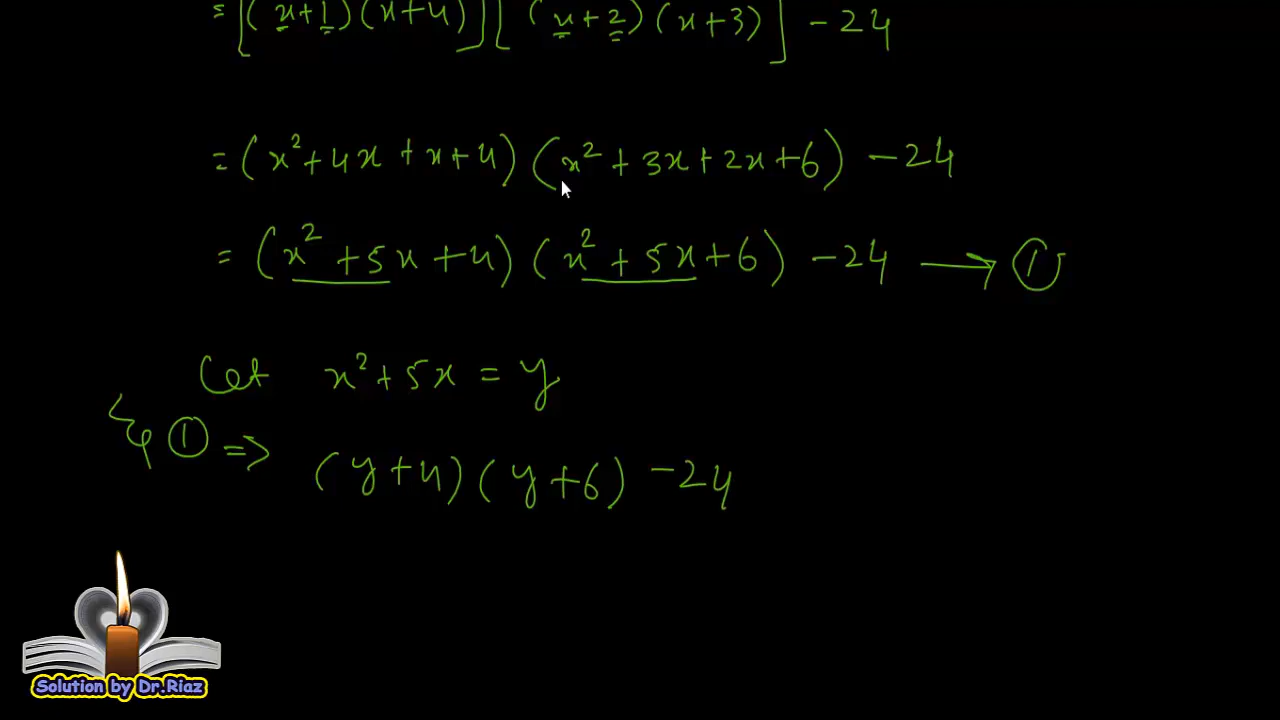 = [(x+1)(x+4)][(x+2)(x+3)] - 24
= (x² + 4x + x + 4) (x² + 3x + 2x + 6) - 24
= (x² + 5x + 4) (x² + 5x + 6) - 24 → ①
Let x² + 5x = y
① ⇒ (y+4)(y+6) - 24
Solution by Dr.Riaz